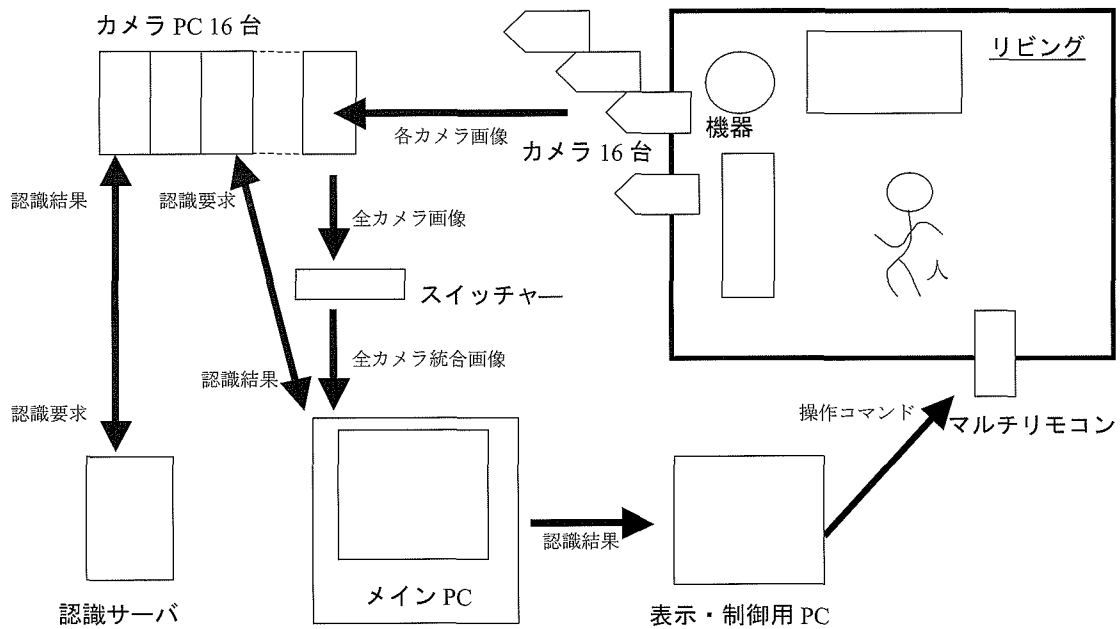 カメラ PC 16 台
リビング
機器
各カメラ画像
カメラ 16 台
認識結果
認識要求
全カメラ画像
人
スイッチャー
全カメラ統合画像
認識結果
認識要求
操作コマンド
マルチリモコン
認識結果
メイン PC
認識サーバ
表示・制御用 PC